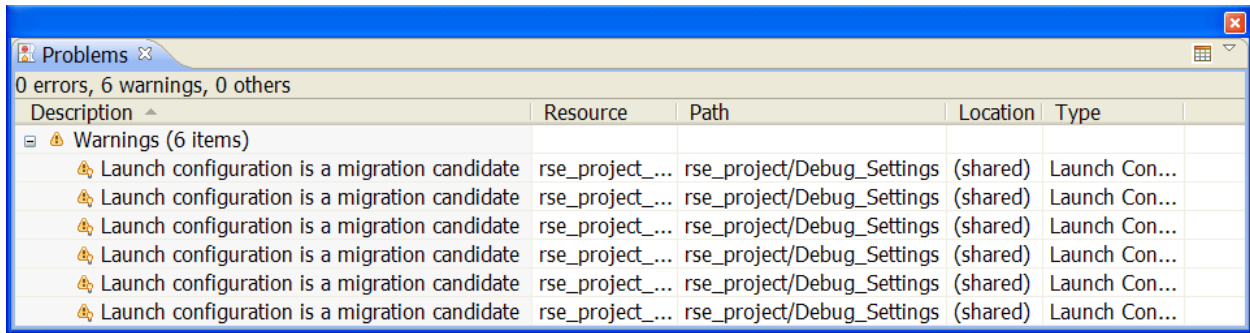 Problems
0 errors, 6 warnings, 0 others
Description Resource Path Location Type
Warnings (6 items)
Launch configuration is a migration candidate rse_project_... rse_project/Debug_Settings (shared) Launch Con...
Launch configuration is a migration candidate rse_project_... rse_project/Debug_Settings (shared) Launch Con...
Launch configuration is a migration candidate rse_project_... rse_project/Debug_Settings (shared) Launch Con...
Launch configuration is a migration candidate rse_project_... rse_project/Debug_Settings (shared) Launch Con...
Launch configuration is a migration candidate rse_project_... rse_project/Debug_Settings (shared) Launch Con...
Launch configuration is a migration candidate rse_project_... rse_project/Debug_Settings (shared) Launch Con...